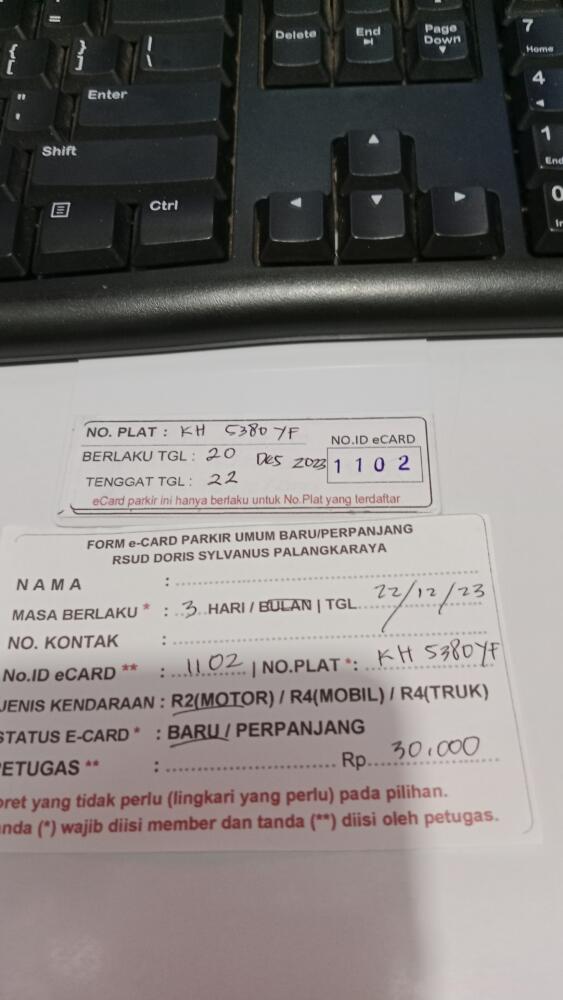 =
Delete
End
Page
Down
7
Home
{
[
}
]
|
\
"
'
Enter
4
Shift
1
End
Ctrl
0
NO. PLAT : KH 5380 YF
NO.ID eCARD
BERLAKU TGL : 20 DES 2023
1102
TENGGAT TGL : 22
eCard parkir ini hanya berlaku untuk No.Plat yang terdaftar
FORM e-CARD PARKIR UMUM BARU/PERPANJANG
RSUD DORIS SYLVANUS PALANGKARAYA
NAMA :
MASA BERLAKU * : 3 HARI / BULAN | TGL. 22/12/23
NO. KONTAK :
No.ID eCARD ** : 1102 | NO.PLAT *: KH 5380 YF
JENIS KENDARAAN : R2(MOTOR) / R4(MOBIL) / R4(TRUK)
STATUS E-CARD * : BARU / PERPANJANG
PETUGAS ** : Rp. 30.000
oret yang tidak perlu (lingkari yang perlu) pada pilihan.
anda (*) wajib diisi member dan tanda (**) diisi oleh petugas.